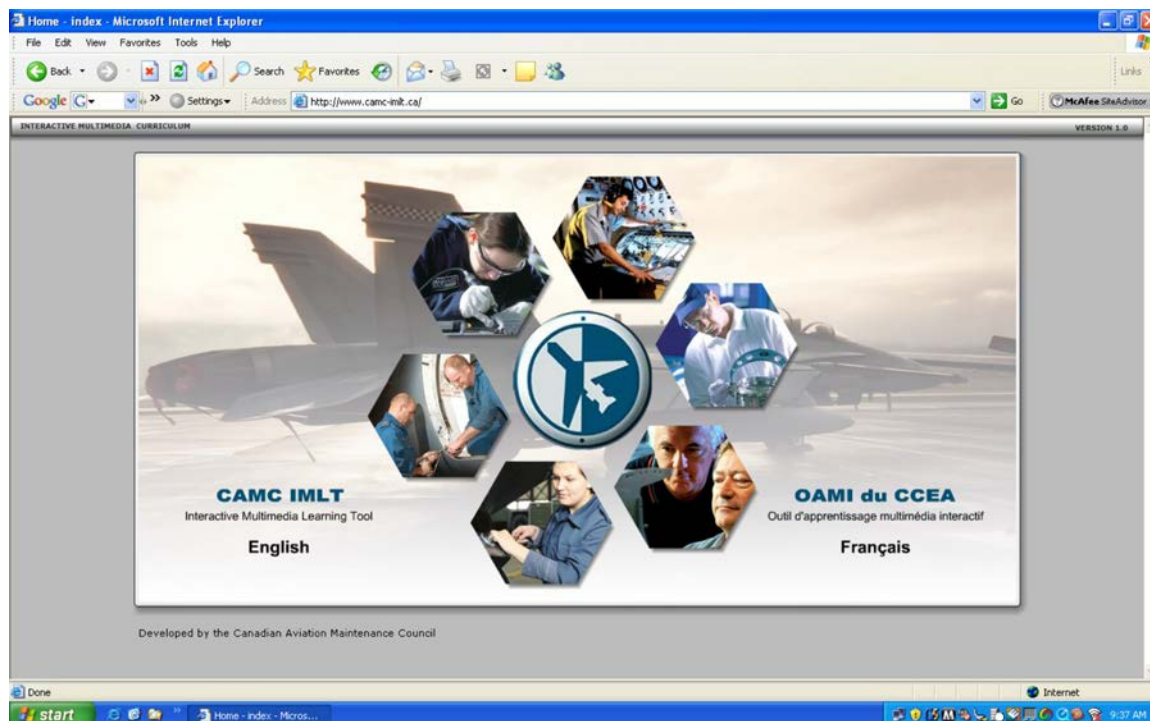 Home - index - Microsoft Internet Explorer
File Edit View Favorites Tools Help
Back Search Favorites Links
Google G Settings Address http://www.camc-imlt.ca/ Go McAfee SiteAdvisor
INTERACTIVE MULTIMEDIA CURRICULUM VERSION 1.0
CAMC IMLT
Interactive Multimedia Learning Tool
English
OAMI du CCEA
Outil d'apprentissage multimédia interactif
Français
Developed by the Canadian Aviation Maintenance Council
Done Internet
start Home - index - Micros... 9:37 AM